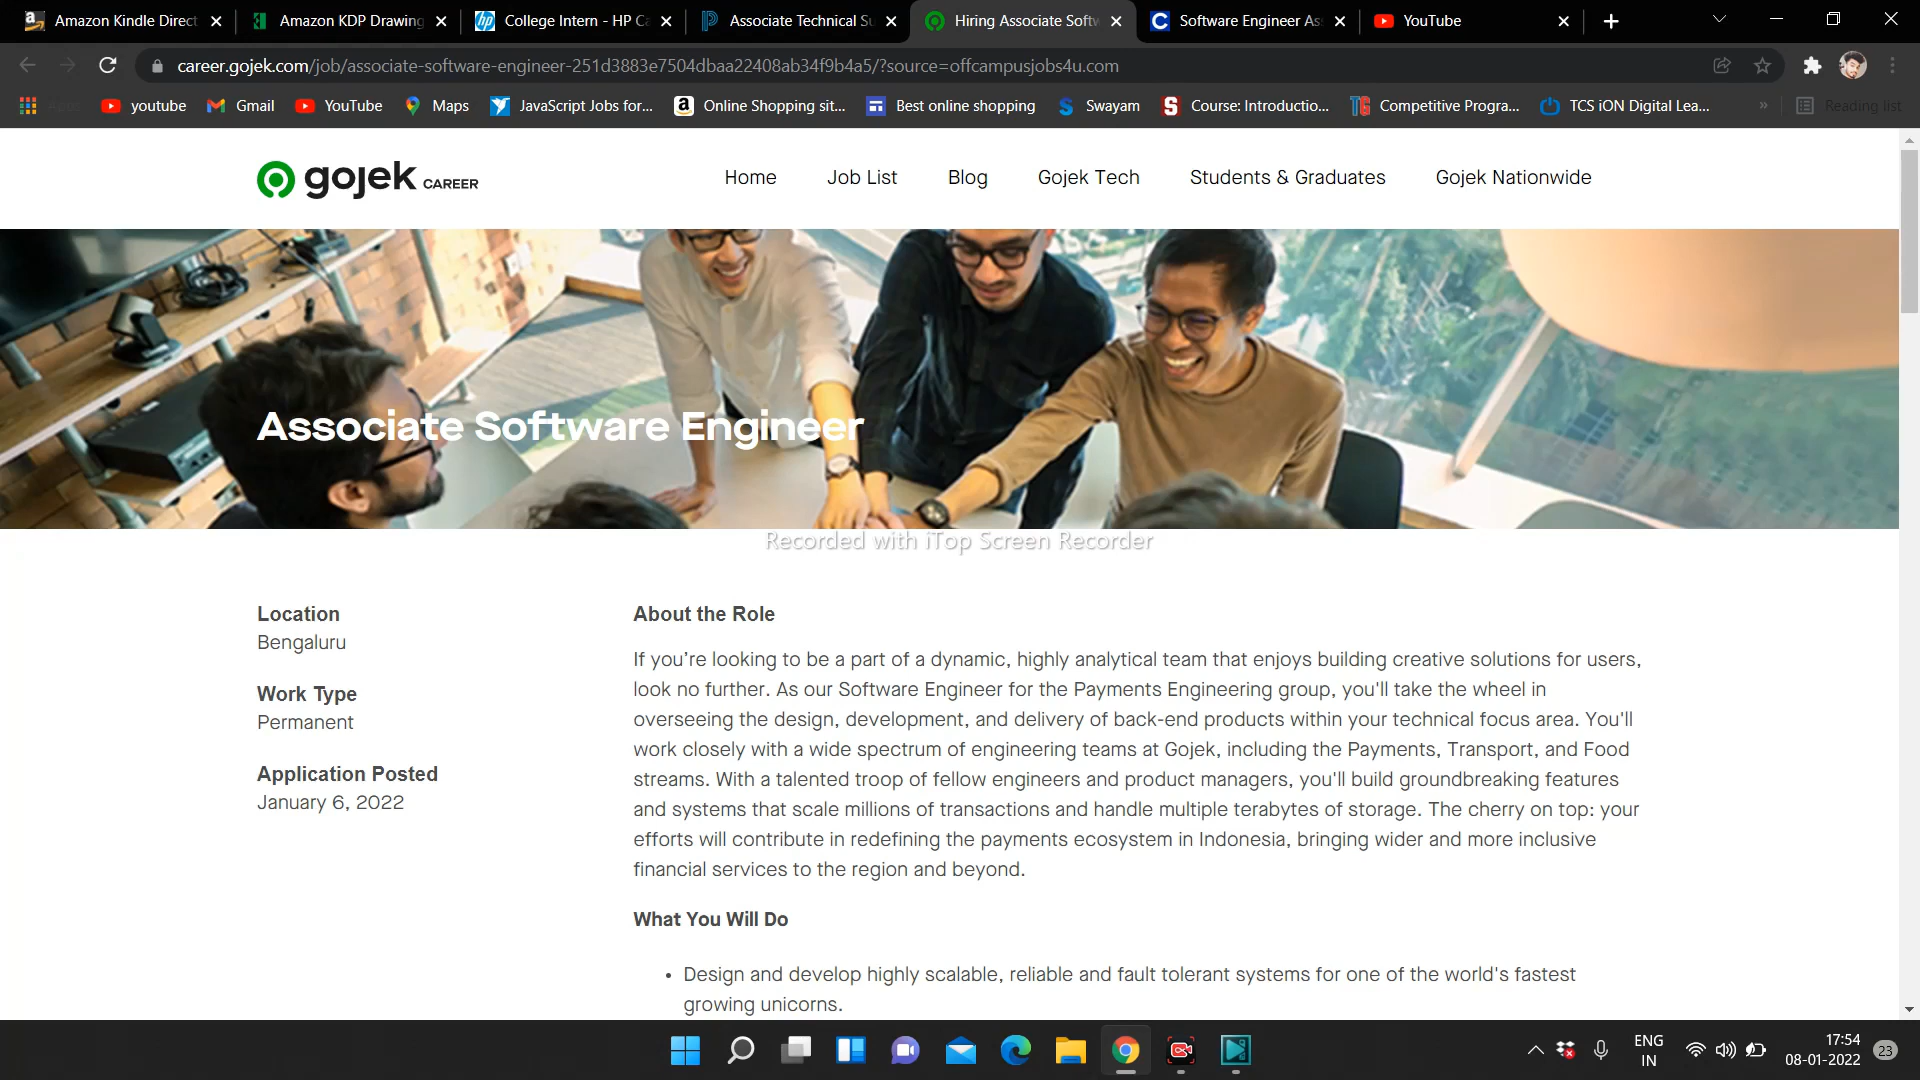 Amazon Kindle Direct
Amazon KDP Drawing
College Intern - HP Ca
Associate Technical Su
Hiring Associate Softw
Software Engineer As
YouTube
career.gojek.com/job/associate-software-engineer-251d3883e7504dbaa22408ab34f9b4a5/?source=offcampusjobs4u.com
Apps
youtube
Gmail
YouTube
Maps
JavaScript Jobs for...
Online Shopping sit...
Best online shopping
Swayam
Course: Introductio...
Competitive Progra...
TCS iON Digital Lea...
»
Reading list
gojek CAREER
Home
Job List
Blog
Gojek Tech
Students & Graduates
Gojek Nationwide
Associate Software Engineer
Recorded with iTop Screen Recorder
Location
Bengaluru
Work Type
Permanent
Application Posted
January 6, 2022
About the Role
If you’re looking to be a part of a dynamic, highly analytical team that enjoys building creative solutions for users,
look no further. As our Software Engineer for the Payments Engineering group, you'll take the wheel in
overseeing the design, development, and delivery of back-end products within your technical focus area. You'll
work closely with a wide spectrum of engineering teams at Gojek, including the Payments, Transport, and Food
streams. With a talented troop of fellow engineers and product managers, you'll build groundbreaking features
and systems that scale millions of transactions and handle multiple terabytes of storage. The cherry on top: your
efforts will contribute in redefining the payments ecosystem in Indonesia, bringing wider and more inclusive
financial services to the region and beyond.
What You Will Do
• Design and develop highly scalable, reliable and fault tolerant systems for one of the world's fastest
growing unicorns.
ENG
IN
17:54
08-01-2022
23